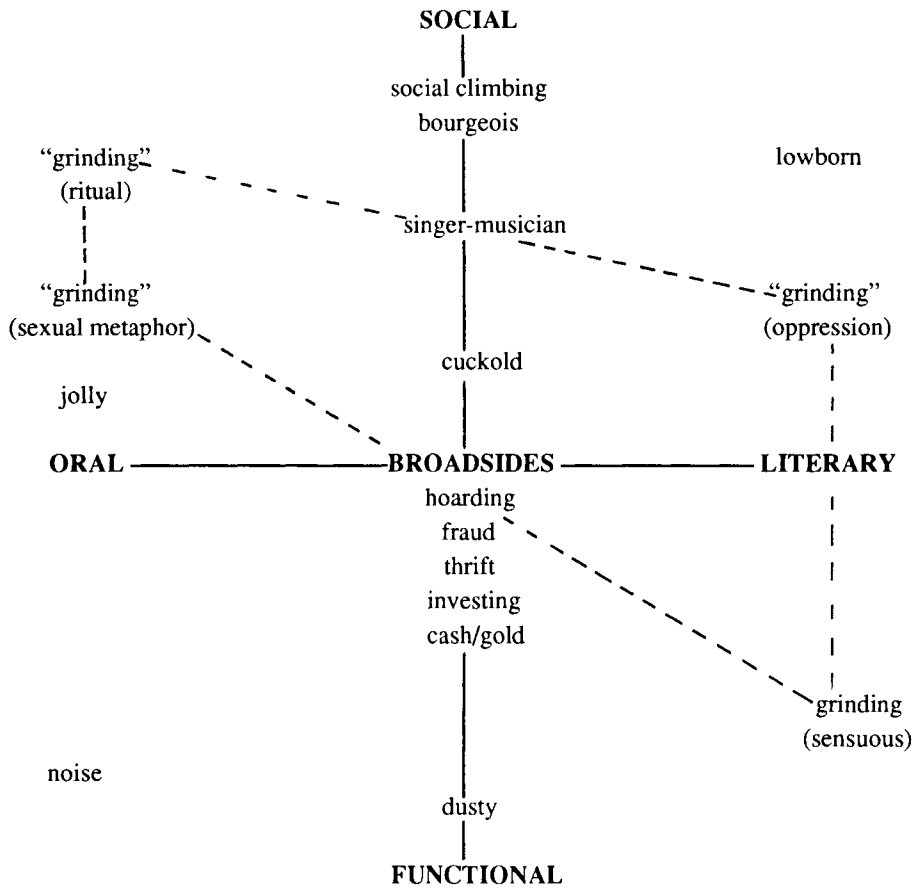 SOCIAL
social climbing
bourgeois
lowborn
“grinding”
(ritual)
singer-musician
“grinding”
(sexual metaphor)
“grinding”
(oppression)
cuckold
jolly
ORAL
BROADSIDES
LITERARY
hoarding
fraud
thrift
investing
cash/gold
grinding
(sensuous)
noise
dusty
FUNCTIONAL